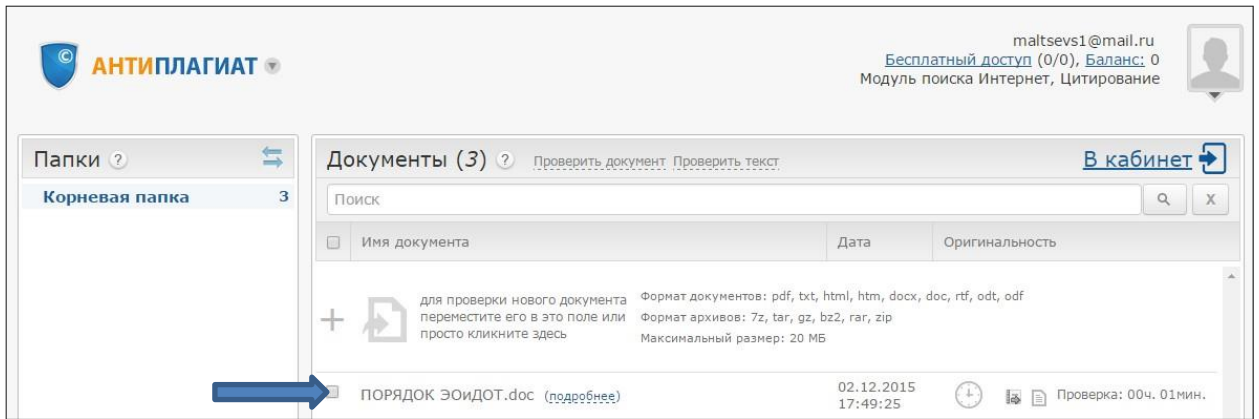 maltsevs1@mail.ru
©
АНТИПЛАГИАТ
Бесплатный доступ (0/0), Баланс: 0
Модуль поиска Интернет, Цитирование
Папки ?
Документы (3) ? Проверить документ Проверить текст
В кабинет
Корневая папка 3
Поиск
X
Имя документа Дата Оригинальность
для проверки нового документа
переместите его в это поле или
просто кликните здесь
Формат документов: pdf, txt, html, htm, docx, doc, rtf, odt, odf
Формат архивов: 7z, tar, gz, bz2, rar, zip
Максимальный размер: 20 МБ
ПОРЯДОК ЭОиДОТ.doc (подробнее)
02.12.2015
17:49:25
Проверка: 00ч. 01мин.